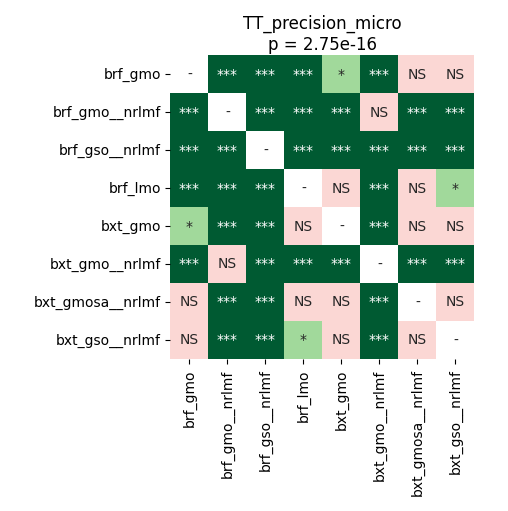 TT_precision_micro
p = 2.75e-16
brf_gmo - *** *** *** * *** NS NS
brf_gmo__nrlmf *** - *** *** *** NS *** ***
brf_gso__nrlmf *** *** - *** *** *** *** ***
brf_lmo *** *** *** - NS *** NS *
bxt_gmo * *** *** NS - *** NS NS
bxt_gmo__nrlmf *** NS *** *** *** - *** ***
bxt_gmosa__nrlmf NS *** *** NS NS *** - NS
bxt_gso__nrlmf NS *** *** * NS *** NS -
brf_gmo
brf_gmo__nrlmf
brf_gso__nrlmf
brf_lmo
bxt_gmo
bxt_gmo__nrlmf
bxt_gmosa__nrlmf
bxt_gso__nrlmf